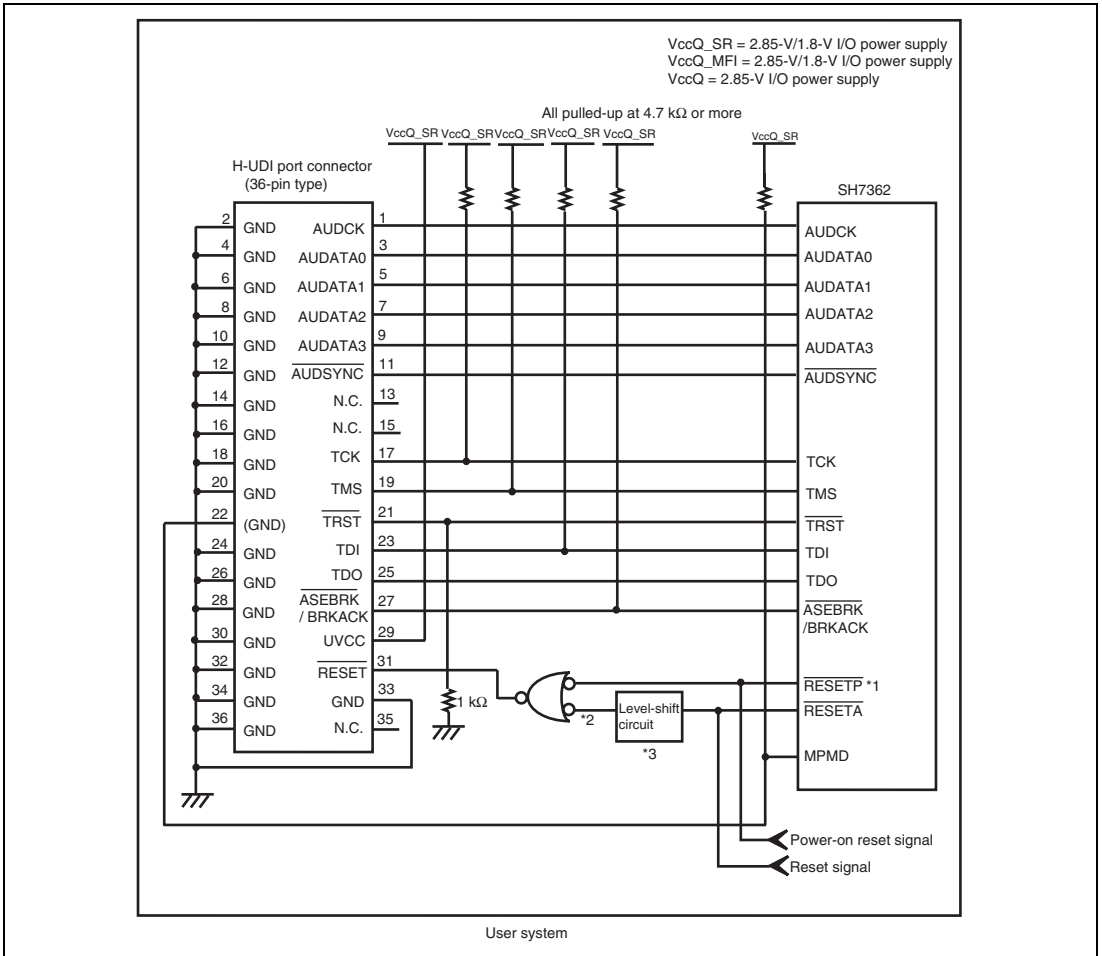 VccQ_SR = 2.85-V/1.8-V I/O power supply
VccQ_MFI = 2.85-V/1.8-V I/O power supply
VccQ = 2.85-V I/O power supply
All pulled-up at 4.7 kΩ or more
VccQ_SR VccQ_SR VccQ_SR VccQ_SR VccQ_SR
VccQ_SR
H-UDI port connector
(36-pin type)
SH7362
2 GND AUDCK 1 AUDCK
4 GND AUDATA0 3 AUDATA0
6 GND AUDATA1 5 AUDATA1
8 GND AUDATA2 7 AUDATA2
10 GND AUDATA3 9 AUDATA3
12 GND AUDSYNC 11 AUDSYNC
14 GND N.C. 13
16 GND N.C. 15
18 GND TCK 17 TCK
20 GND TMS 19 TMS
22 (GND) TRST 21 TRST
24 GND TDI 23 TDI
26 GND TDO 25 TDO
28 GND ASEBRK / BRKACK 27 ASEBRK /BRKACK
30 GND UVCC 29
32 GND RESET 31
34 GND GND 33
36 GND N.C. 35
1 kΩ
*2
Level-shift
circuit
*3
RESETP *1
RESETA
MPMD
Power-on reset signal
Reset signal
User system